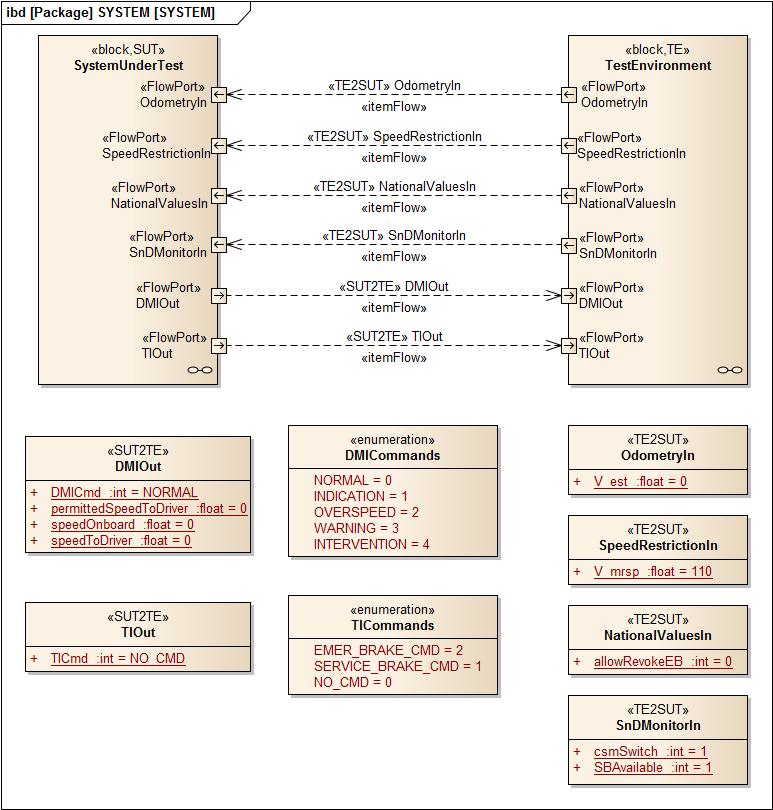 ibd [Package] SYSTEM [SYSTEM]
«block,SUT»
SystemUnderTest
«FlowPort»
OdometryIn
«FlowPort»
SpeedRestrictionIn
«FlowPort»
NationalValuesIn
«FlowPort»
SnDMonitorIn
«FlowPort»
DMIOut
«FlowPort»
TIOut
«TE2SUT» OdometryIn
«itemFlow»
«TE2SUT» SpeedRestrictionIn
«itemFlow»
«TE2SUT» NationalValuesIn
«itemFlow»
«TE2SUT» SnDMonitorIn
«itemFlow»
«SUT2TE» DMIOut
«itemFlow»
«SUT2TE» TIOut
«itemFlow»
«block,TE»
TestEnvironment
«FlowPort»
OdometryIn
«FlowPort»
SpeedRestrictionIn
«FlowPort»
NationalValuesIn
«FlowPort»
SnDMonitorIn
«FlowPort»
DMIOut
«FlowPort»
TIOut
«SUT2TE»
DMIOut
+ DMICmd :int = NORMAL
+ permittedSpeedToDriver :float = 0
+ speedOnboard :float = 0
+ speedToDriver :float = 0
«enumeration»
DMICommands
NORMAL = 0
INDICATION = 1
OVERSPEED = 2
WARNING = 3
INTERVENTION = 4
«TE2SUT»
OdometryIn
+ V_est :float = 0
«TE2SUT»
SpeedRestrictionIn
+ V_mrsp :float = 110
«SUT2TE»
TIOut
+ TICmd :int = NO_CMD
«enumeration»
TICommands
EMER_BRAKE_CMD = 2
SERVICE_BRAKE_CMD = 1
NO_CMD = 0
«TE2SUT»
NationalValuesIn
+ allowRevokeEB :int = 0
«TE2SUT»
SnDMonitorIn
+ csmSwitch :int = 1
+ SBAvailable :int = 1